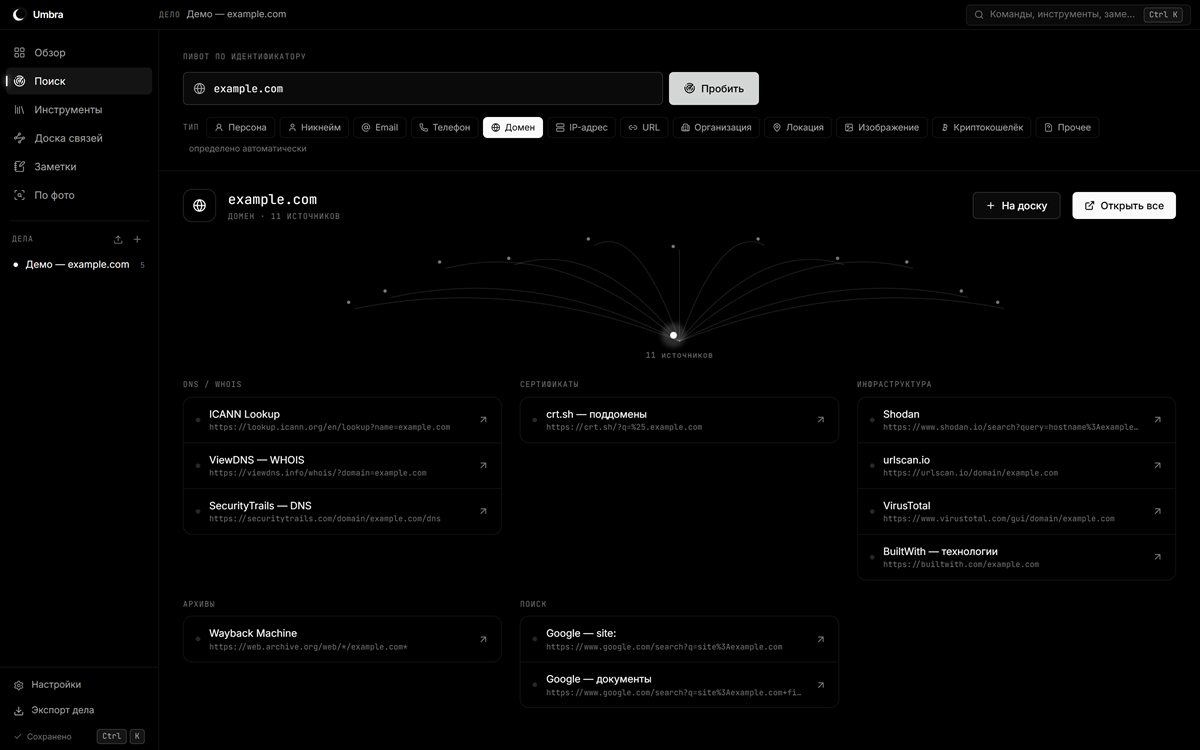 Umbra
ДЕЛО Демо — example.com
Команды, инструменты, заме... Ctrl K
Обзор
Поиск
Инструменты
Доска связей
Заметки
По фото
ДЕЛА
Демо — example.com 5
Настройки
Экспорт дела
Сохранено Ctrl K
ПИВОТ ПО ИДЕНТИФИКАТОРУ
example.com
Пробить
ТИП Персона Никнейм Email Телефон Домен IP-адрес URL Организация Локация Изображение Криптокошелёк Прочее
определено автоматически
example.com
ДОМЕН · 11 ИСТОЧНИКОВ
На доску
Открыть все
11 источников
DNS / WHOIS
ICANN Lookup
https://lookup.icann.org/en/lookup?name=example.com
ViewDNS — WHOIS
https://viewdns.info/whois/?domain=example.com
SecurityTrails — DNS
https://securitytrails.com/domain/example.com/dns
СЕРТИФИКАТЫ
crt.sh — поддомены
https://crt.sh/?q=%25.example.com
ИНФРАСТРУКТУРА
Shodan
https://www.shodan.io/search?query=hostname%3Aexample…
urlscan.io
https://urlscan.io/domain/example.com
VirusTotal
https://www.virustotal.com/gui/domain/example.com
BuiltWith — технологии
https://builtwith.com/example.com
АРХИВЫ
Wayback Machine
https://web.archive.org/web/*/example.com*
ПОИСК
Google — site:
https://www.google.com/search?q=site%3Aexample.com
Google — документы
https://www.google.com/search?q=site%3Aexample.com+fi…